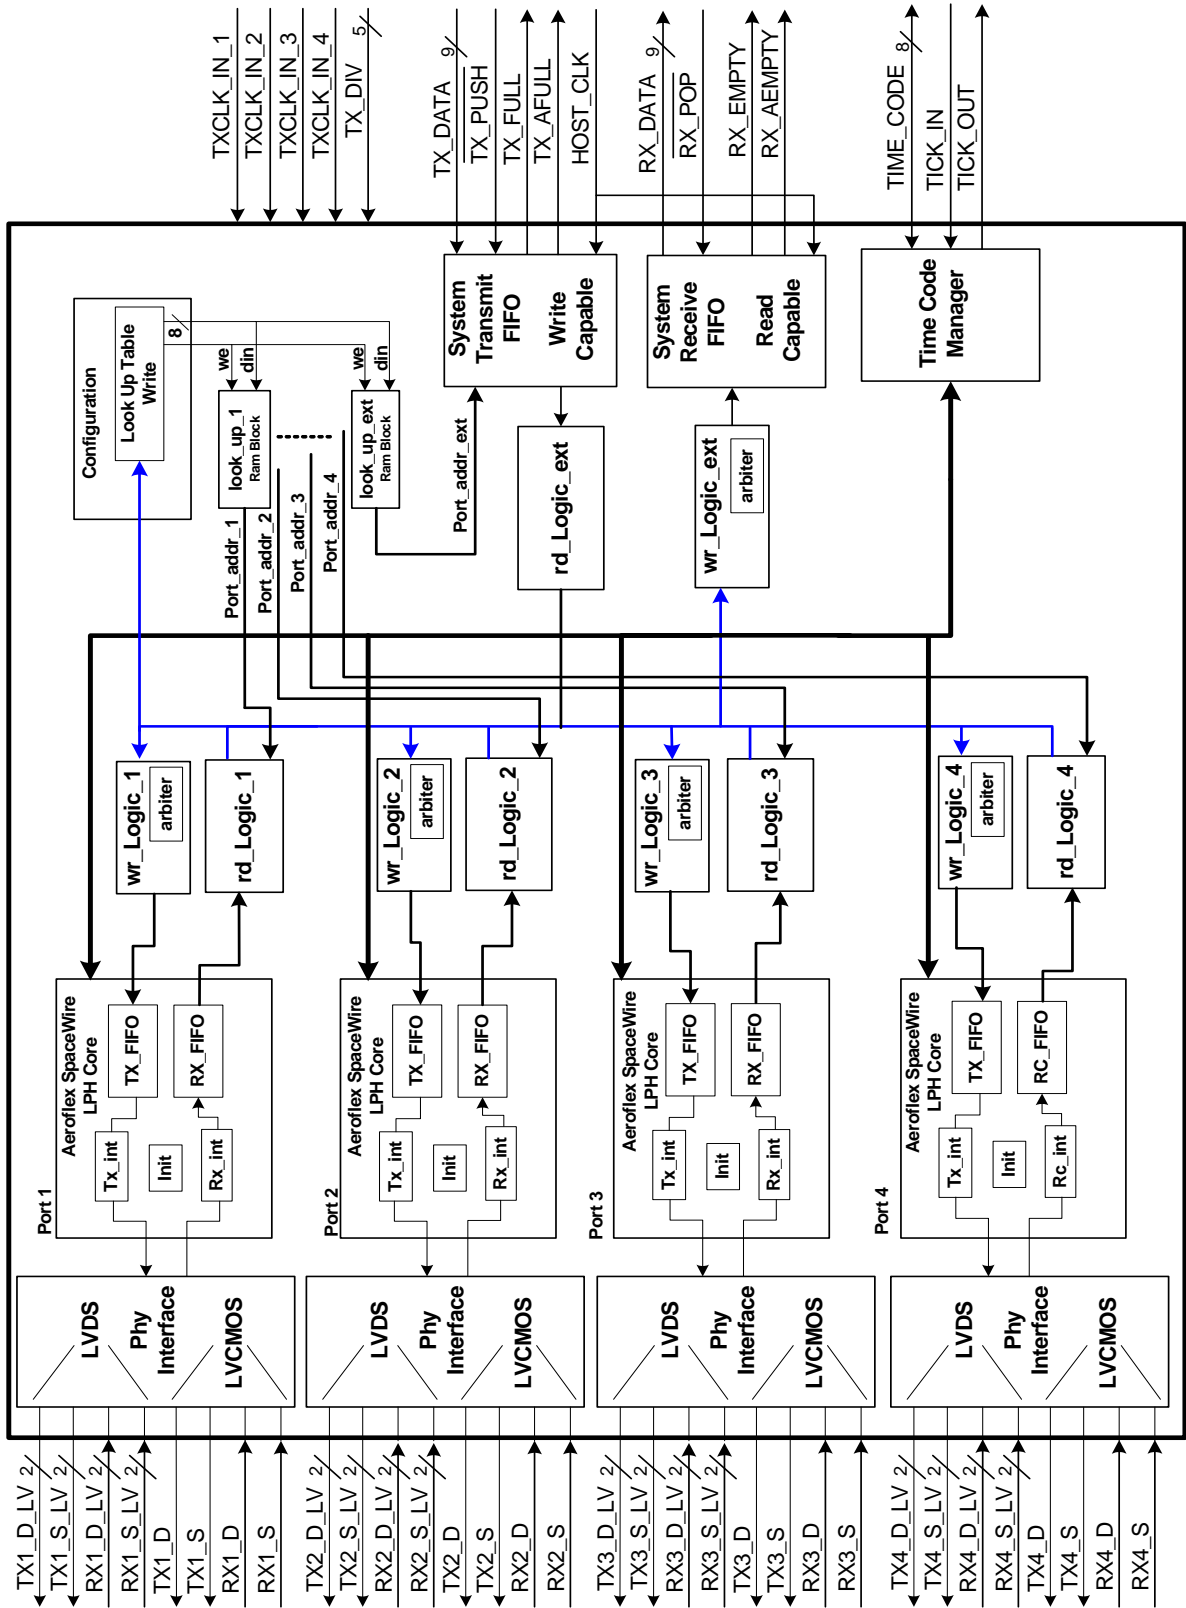 TXCLK_IN_1
TXCLK_IN_2
TXCLK_IN_3
TXCLK_IN_4
TX_DIV
5
TX_DATA
9
TX_PUSH
TX_FULL
TX_AFULL
HOST_CLK
RX_DATA
9
RX_POP
RX_EMPTY
RX_AEMPTY
TIME_CODE
8
TICK_IN
TICK_OUT
Configuration
Look Up Table
Write
8
we
din
we
din
look_up_1
Ram Block
look_up_ext
Ram Block
Port_addr_1
Port_addr_2
Port_addr_3
Port_addr_4
Port_addr_ext
System
Transmit
FIFO
Write
Capable
System
Receive
FIFO
Read
Capable
Time Code
Manager
rd_Logic_ext
wr_Logic_ext
arbiter
wr_Logic_1
arbiter
rd_Logic_1
wr_Logic_2
arbiter
rd_Logic_2
wr_Logic_3
arbiter
rd_Logic_3
wr_Logic_4
arbiter
rd_Logic_4
Port 1
Aeroflex SpaceWire
LPH Core
TX_FIFO
RX_FIFO
Tx_int
Init
Rx_int
Port 2
Aeroflex SpaceWire
LPH Core
TX_FIFO
RX_FIFO
Tx_int
Init
Rx_int
Port 3
Aeroflex SpaceWire
LPH Core
TX_FIFO
RX_FIFO
Tx_int
Init
Rx_int
Port 4
Aeroflex SpaceWire
LPH Core
TX_FIFO
RC_FIFO
Tx_int
Init
Rc_int
LVDS
Phy
Interface
LVCMOS
LVDS
Phy
Interface
LVCMOS
LVDS
Phy
Interface
LVCMOS
LVDS
Phy
Interface
LVCMOS
TX1_D_LV 2
TX1_S_LV 2
RX1_D_LV 2
RX1_S_LV 2
TX1_D
TX1_S
RX1_D
RX1_S
TX2_D_LV 2
TX2_S_LV 2
RX2_D_LV 2
RX2_S_LV 2
TX2_D
TX2_S
RX2_D
RX2_S
TX3_D_LV 2
TX3_S_LV 2
RX3_D_LV 2
RX3_S_LV 2
TX3_D
TX3_S
RX3_D
RX3_S
TX4_D_LV 2
TX4_S_LV 2
RX4_D_LV 2
RX4_S_LV 2
TX4_D
TX4_S
RX4_D
RX4_S